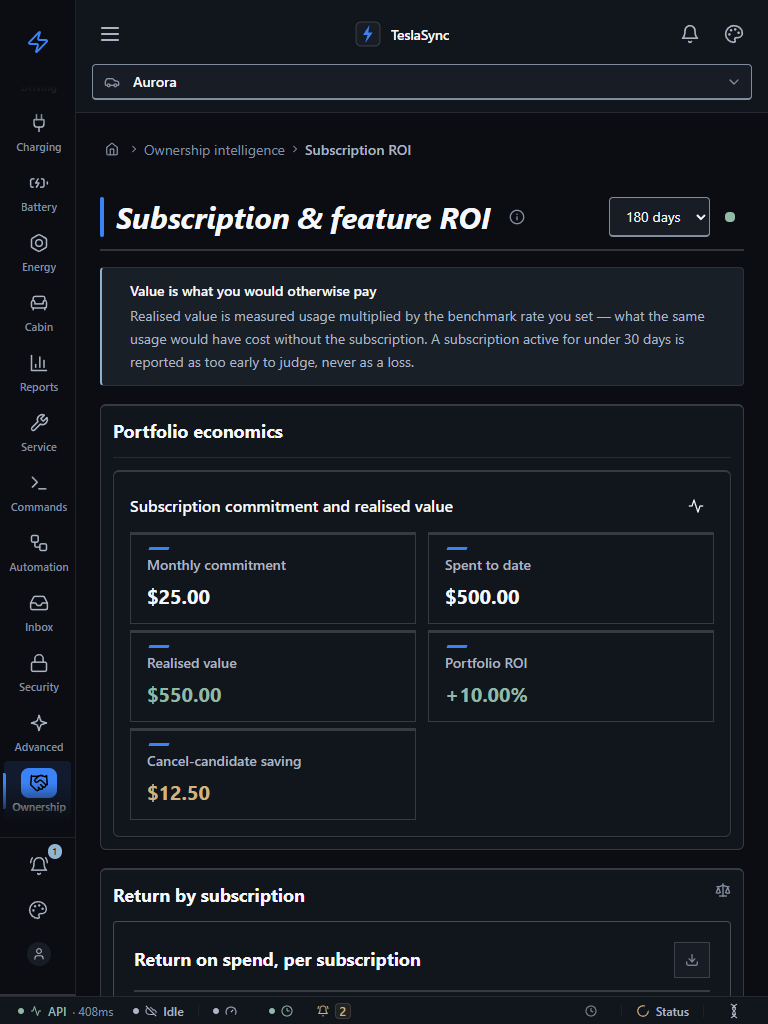 TeslaSync
Aurora
Charging
Battery
Energy
Cabin
Reports
Service
Commands
Automation
Inbox
Security
Advanced
Ownership
1
Ownership intelligence
Subscription ROI
Subscription & feature ROI
180 days
Value is what you would otherwise pay
Realised value is measured usage multiplied by the benchmark rate you set — what the same
usage would have cost without the subscription. A subscription active for under 30 days is
reported as too early to judge, never as a loss.
Portfolio economics
Subscription commitment and realised value
Monthly commitment
$25.00
Spent to date
$500.00
Realised value
$550.00
Portfolio ROI
+10.00%
Cancel-candidate saving
$12.50
Return by subscription
Return on spend, per subscription
API · 408ms
Idle
2
Status